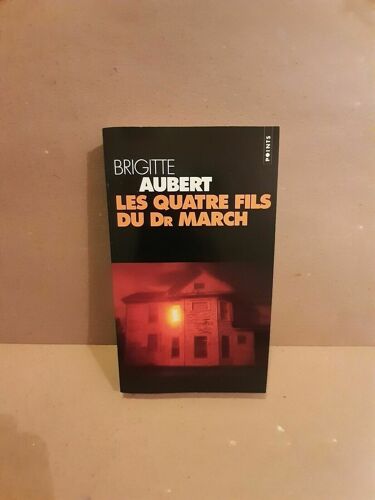 POINTS
BRIGITTE
AUBERT
LES QUATRE FILS
DU DR MARCH